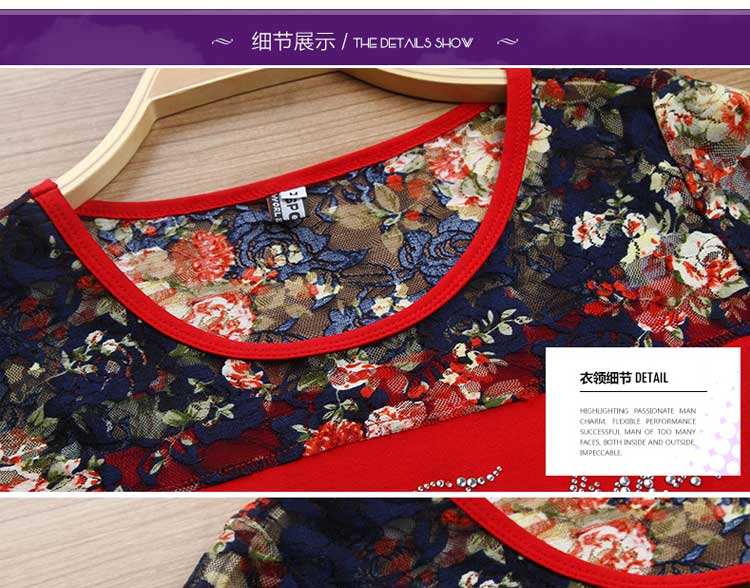 细节展示 / THE DETAILS SHOW
衣领细节 DETAIL
HIGHLIGHTING PASSIONATE MAN
CHARM, FLEXIBLE PERFORMANCE
SUCCESSFUL MAN OF TOO MANY
FACES, BOTH INSIDE AND OUTSIDE,
IMPECCABLE.